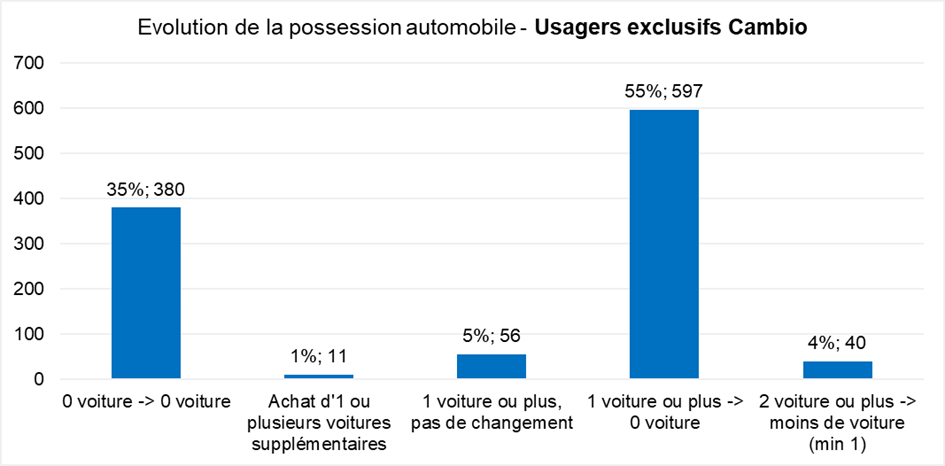 Evolution de la possession automobile - Usagers exclusifs Cambio
700
600
500
400
300
200
100
0
35%; 380
1%; 11
5%; 56
55%; 597
4%; 40
0 voiture -> 0 voiture
Achat d'1 ou
plusieurs voitures
supplémentaires
1 voiture ou plus,
pas de changement
1 voiture ou plus ->
0 voiture
2 voiture ou plus ->
moins de voiture
(min 1)